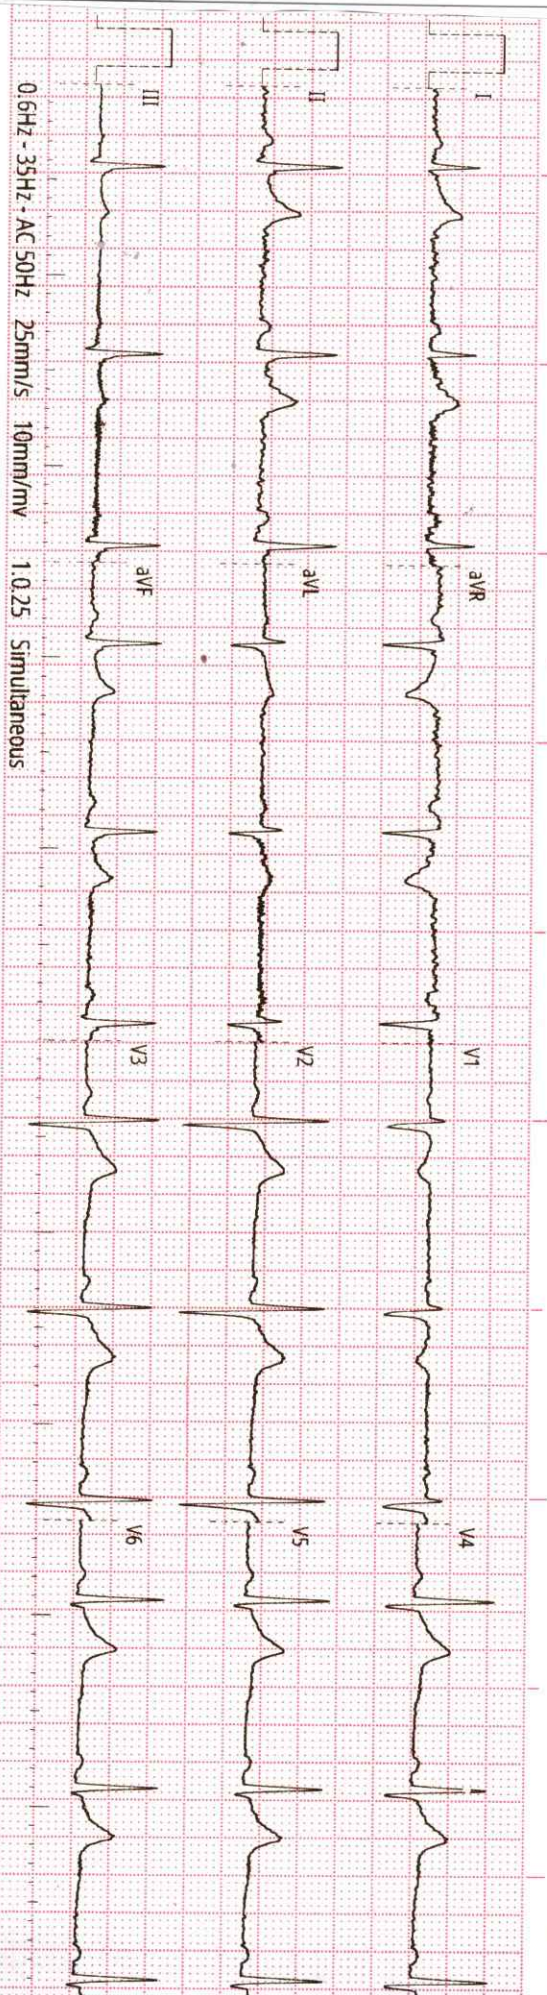 I
II
III
aVR
aVL
aVF
V1
V2
V3
V4
V5
V6
0.6Hz - 35Hz - AC 50Hz 25mm/s 10mm/mv 1.0.25 Simultaneous